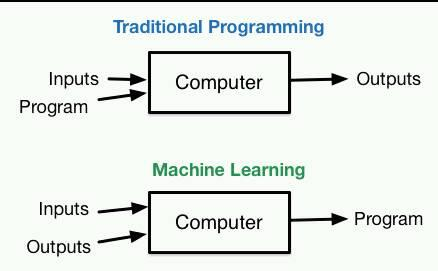 Traditional Programming
Inputs
Computer
Outputs
Program
Machine Learning
Inputs
Computer
Program
Outputs